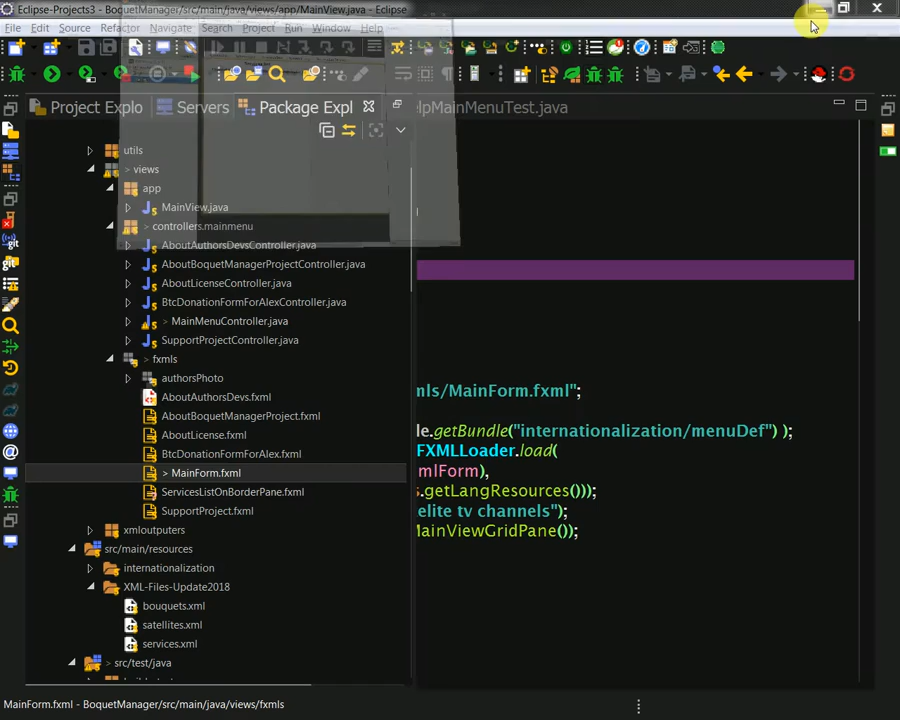 Eclipse-Projects3 - BoquetManager/src/main/java/views/app/MainView.java - Eclipse
File Edit Source Refactor Navigate Search Project Run Window Help
Project Explo Servers Package Expl lpMainMenuTest.java
utils
> views
app
MainView.java
> controllers.mainmenu
AboutAuthorsDevsController.java
AboutBoquetManagerProjectController.java
AboutLicenseController.java
BtcDonationFormForAlexController.java
> MainMenuController.java
SupportProjectController.java
> fxmls
authorsPhoto
AboutAuthorsDevs.fxml
mls/MainForm.fxml";
AboutBoquetManagerProject.fxml
AboutLicense.fxml
le.getBundle("internationalization/menuDef") );
BtcDonationFormForAlex.fxml
FXMLLoader.load(
> MainForm.fxml
mlForm),
ServicesListOnBorderPane.fxml
s.getLangResources()));
SupportProject.fxml
elite tv channels");
xmloutputers
MainViewGridPane());
src/main/resources
internationalization
XML-Files-Update2018
bouquets.xml
satellites.xml
services.xml
> src/test/java
MainForm.fxml - BoquetManager/src/main/java/views/fxmls